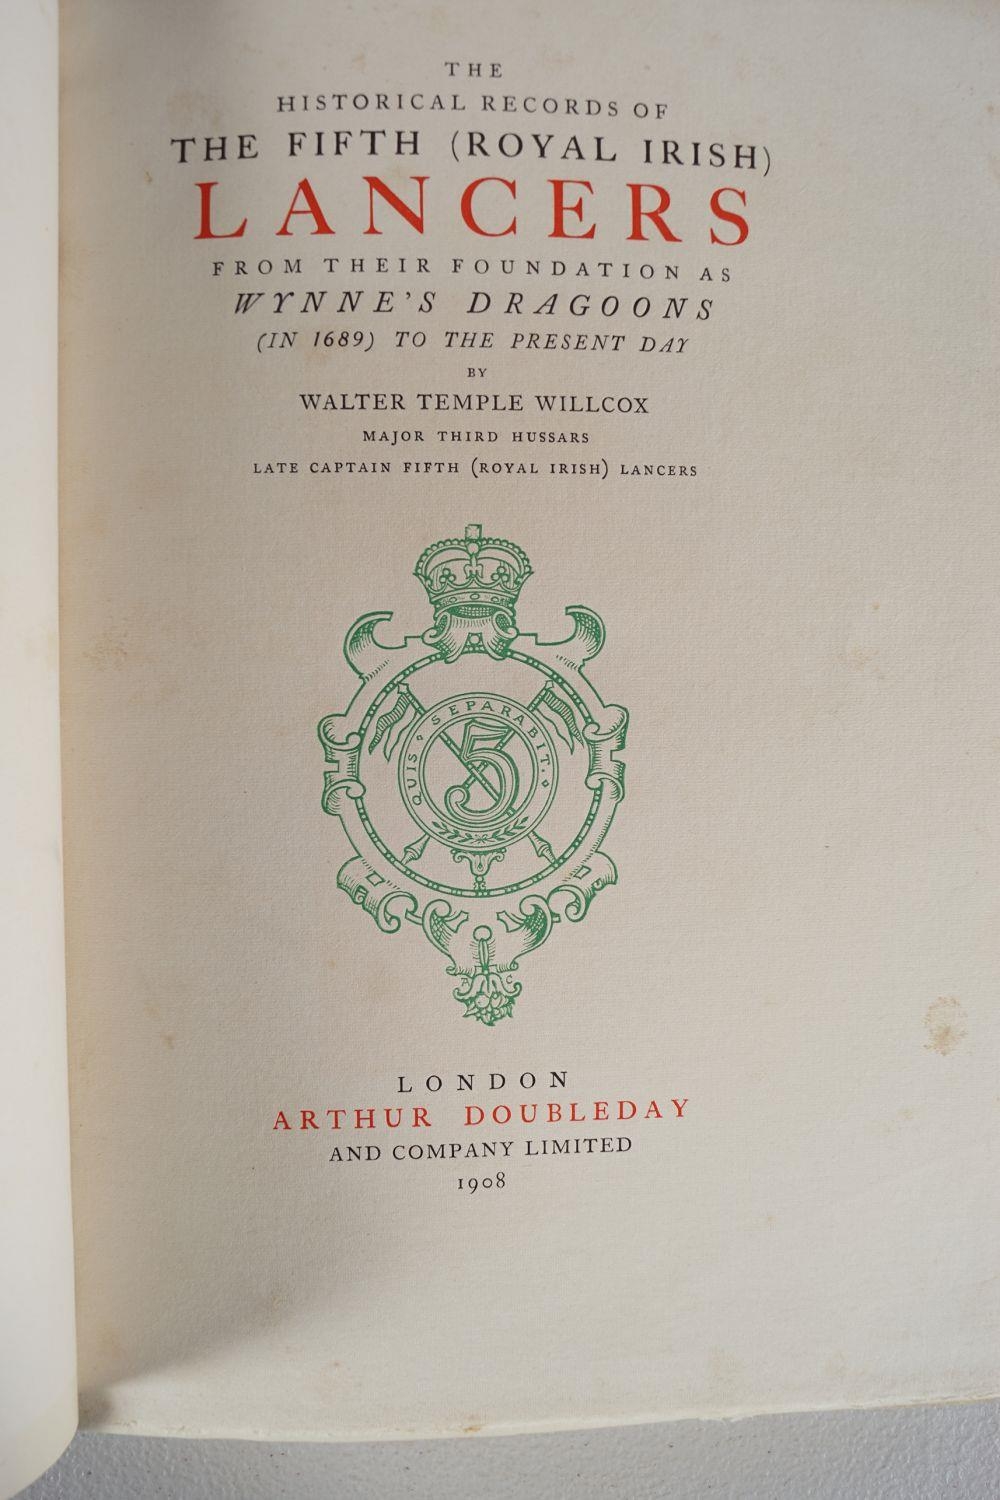 THE
HISTORICAL RECORDS OF
THE FIFTH (ROYAL IRISH)
LANCERS
FROM THEIR FOUNDATION AS
WYNNE'S DRAGOONS
(IN 1689) TO THE PRESENT DAY
BY
WALTER TEMPLE WILLCOX
MAJOR THIRD HUSSARS
LATE CAPTAIN FIFTH (ROYAL IRISH) LANCERS
QUIS SEPARABIT.
5
A C
LONDON
ARTHUR DOUBLEDAY
AND COMPANY LIMITED
1908